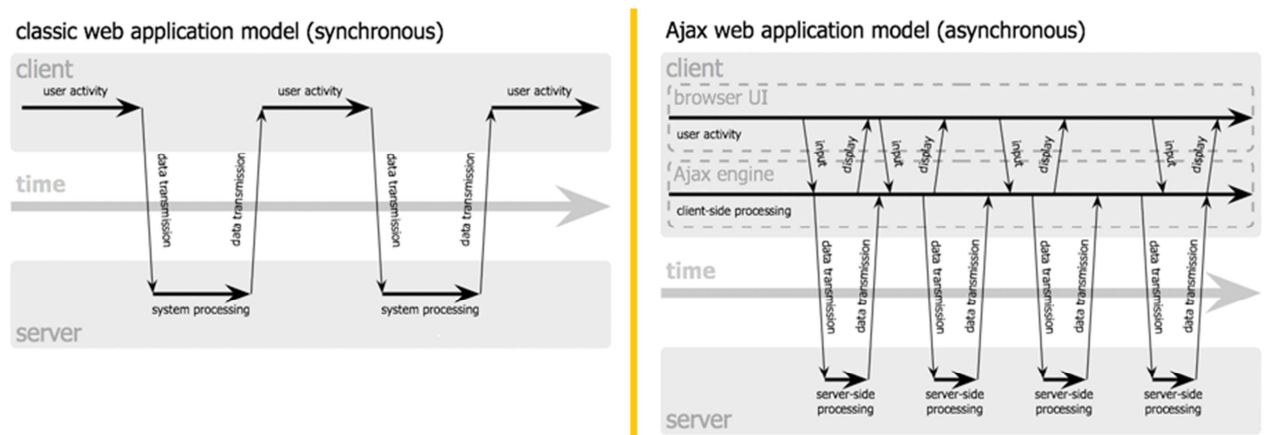 classic web application model (synchronous)
client
user activity
user activity
user activity
data transmission
data transmission
data transmission
data transmission
time
system processing
system processing
server
Ajax web application model (asynchronous)
client
browser UI
user activity
input
display
input
display
input
display
input
display
Ajax engine
client-side processing
data transmission
data transmission
data transmission
data transmission
data transmission
data transmission
data transmission
data transmission
time
server-side
processing
server-side
processing
server-side
processing
server-side
processing
server